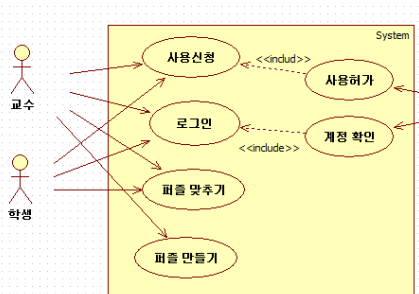 System
사용신청
<<includ>>
사용허가
교수
로그인
계정 확인
<<include>>
퍼즐 맞추기
학생
퍼즐 만들기